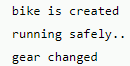 bike is created
running safely..
gear changed